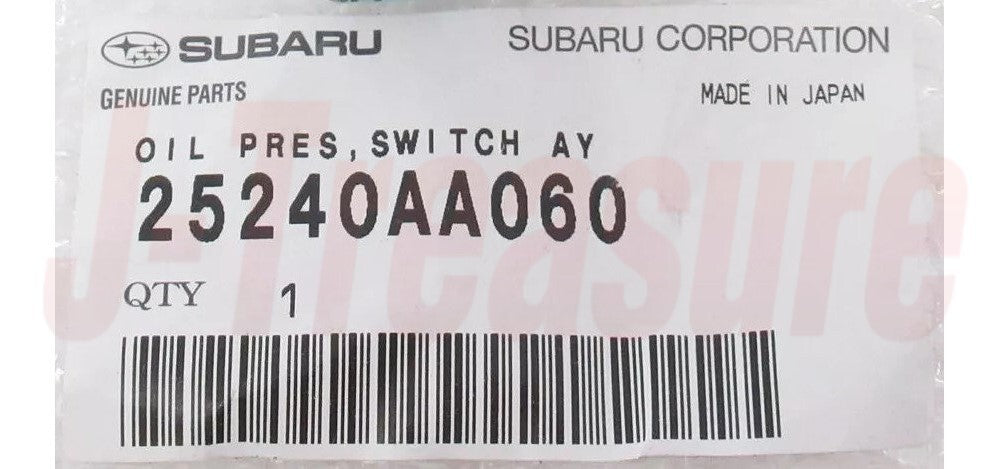 SUBARU SUBARU CORPORATION
GENUINE PARTS MADE IN JAPAN
OIL PRES,SWITCH AY
25240AA060
QTY 1
J-Treasure